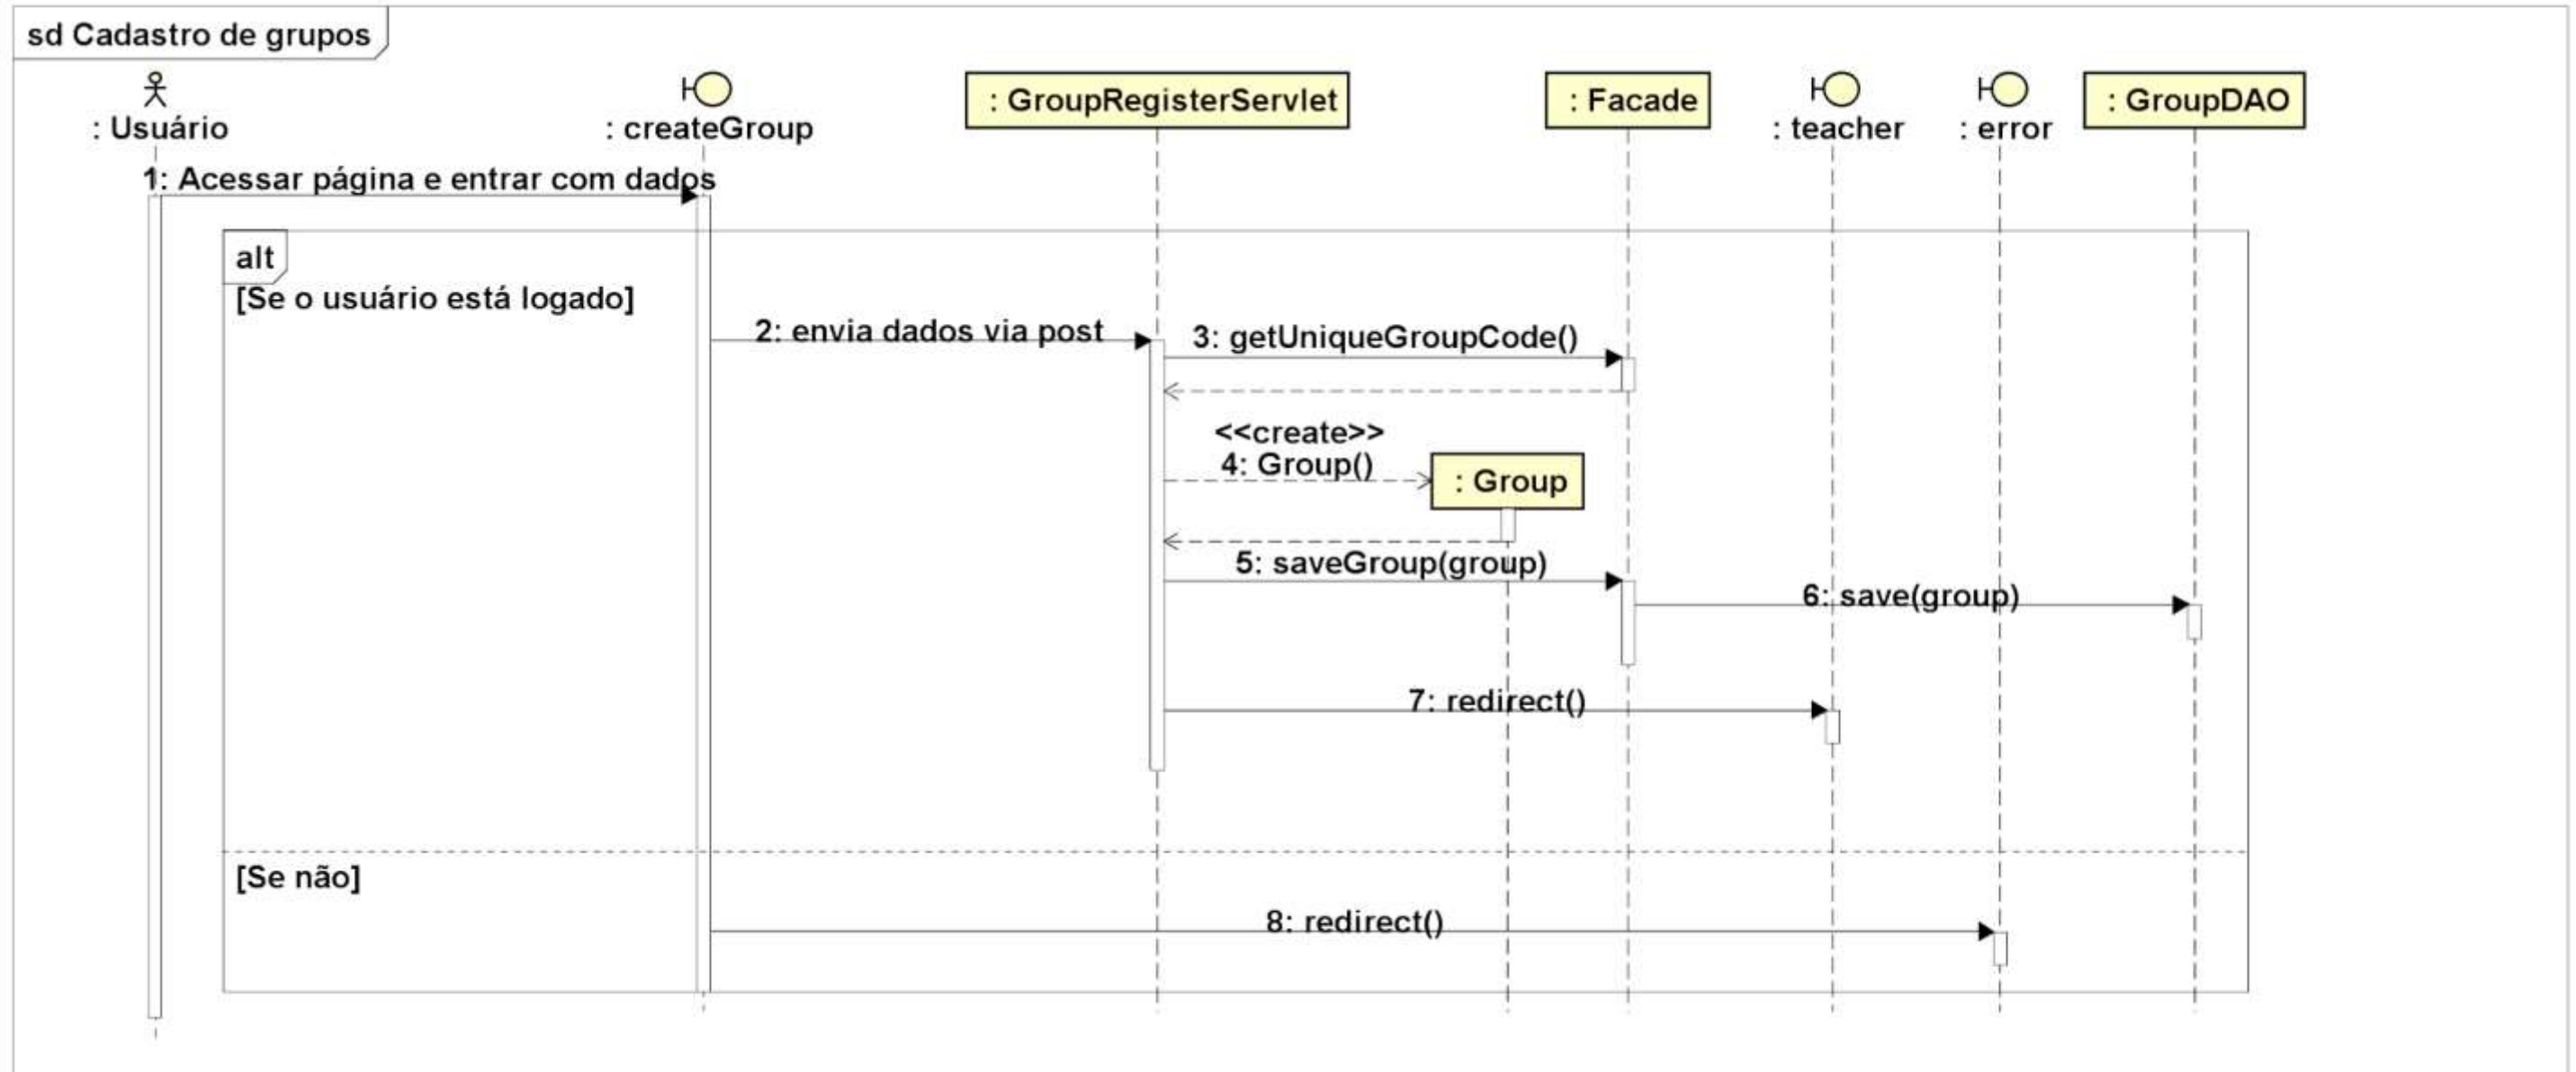 sd Cadastro de grupos
: Usuário
: createGroup
: GroupRegisterServlet
: Facade
: teacher
: error
: GroupDAO
1: Acessar página e entrar com dados
alt
[Se o usuário está logado]
2: envia dados via post
3: getUniqueGroupCode()
<<create>>
4: Group()
: Group
5: saveGroup(group)
6: save(group)
7: redirect()
[Se não]
8: redirect()